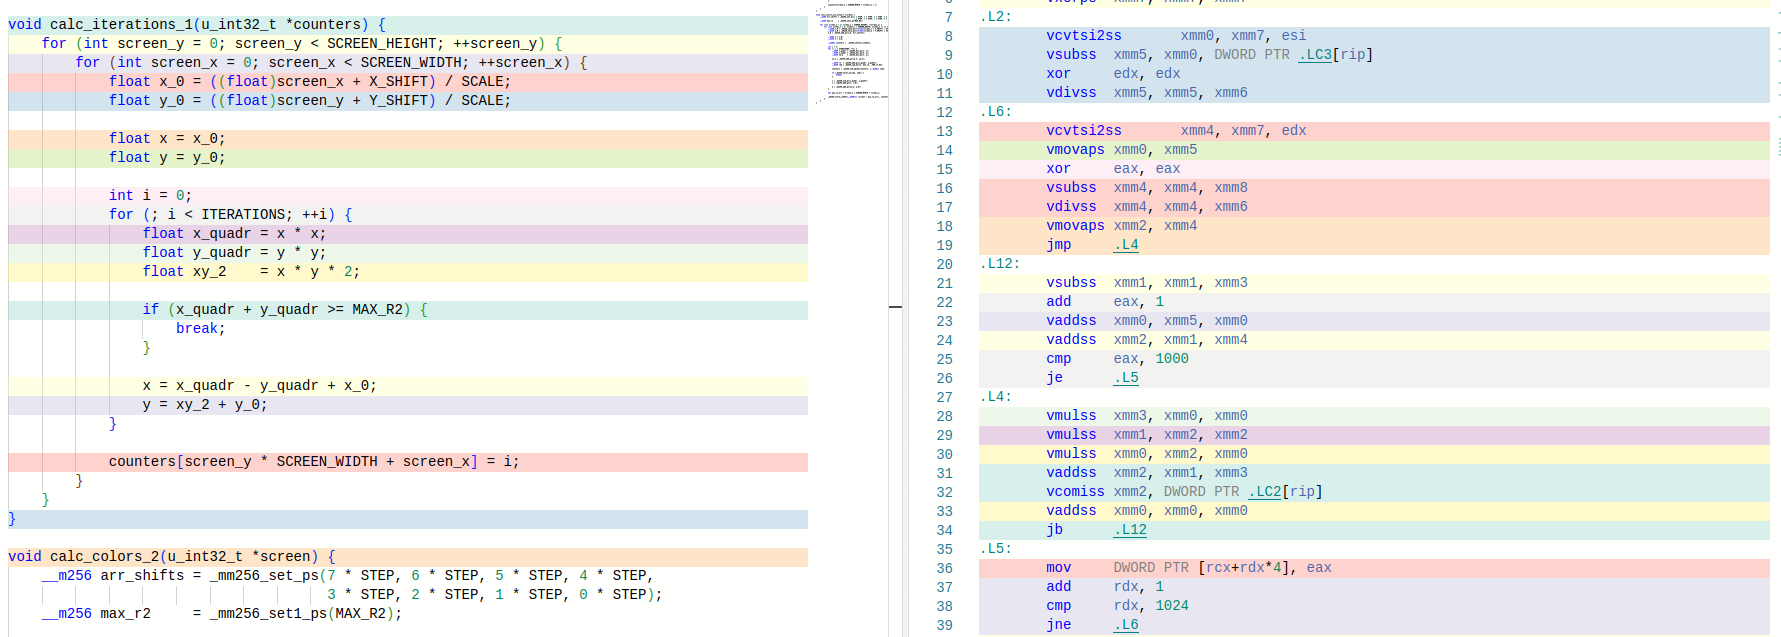 void calc_iterations_1(u_int32_t *counters) {
    for (int screen_y = 0; screen_y < SCREEN_HEIGHT; ++screen_y) {
        for (int screen_x = 0; screen_x < SCREEN_WIDTH; ++screen_x) {
            float x_0 = ((float)screen_x + X_SHIFT) / SCALE;
            float y_0 = ((float)screen_y + Y_SHIFT) / SCALE;
            float x = x_0;
            float y = y_0;
            int i = 0;
            for (; i < ITERATIONS; ++i) {
                float x_quadr = x * x;
                float y_quadr = y * y;
                float xy_2    = x * y * 2;
                if (x_quadr + y_quadr >= MAX_R2) {
                    break;
                }
                x = x_quadr - y_quadr + x_0;
                y = xy_2 + y_0;
            }
            counters[screen_y * SCREEN_WIDTH + screen_x] = i;
        }
    }
}
void calc_colors_2(u_int32_t *screen) {
    __m256 arr_shifts = _mm256_set_ps(7 * STEP, 6 * STEP, 5 * STEP, 4 * STEP,
                                      3 * STEP, 2 * STEP, 1 * STEP, 0 * STEP);
    __m256 max_r2     = _mm256_set1_ps(MAX_R2);
7 .L2:
8         vcvtsi2ss       xmm0, xmm7, esi
9         vsubss  xmm5, xmm0, DWORD PTR .LC3[rip]
10         xor     edx, edx
11         vdivss  xmm5, xmm5, xmm6
12 .L6:
13         vcvtsi2ss       xmm4, xmm7, edx
14         vmovaps xmm0, xmm5
15         xor     eax, eax
16         vsubss  xmm4, xmm4, xmm8
17         vdivss  xmm4, xmm4, xmm6
18         vmovaps xmm2, xmm4
19         jmp     .L4
20 .L12:
21         vsubss  xmm1, xmm1, xmm3
22         add     eax, 1
23         vaddss  xmm0, xmm5, xmm0
24         vaddss  xmm2, xmm1, xmm4
25         cmp     eax, 1000
26         je      .L5
27 .L4:
28         vmulss  xmm3, xmm0, xmm0
29         vmulss  xmm1, xmm2, xmm2
30         vmulss  xmm0, xmm2, xmm0
31         vaddss  xmm2, xmm1, xmm3
32         vcomiss xmm2, DWORD PTR .LC2[rip]
33         vaddss  xmm0, xmm0, xmm0
34         jb      .L12
35 .L5:
36         mov     DWORD PTR [rcx+rdx*4], eax
37         add     rdx, 1
38         cmp     rdx, 1024
39         jne     .L6